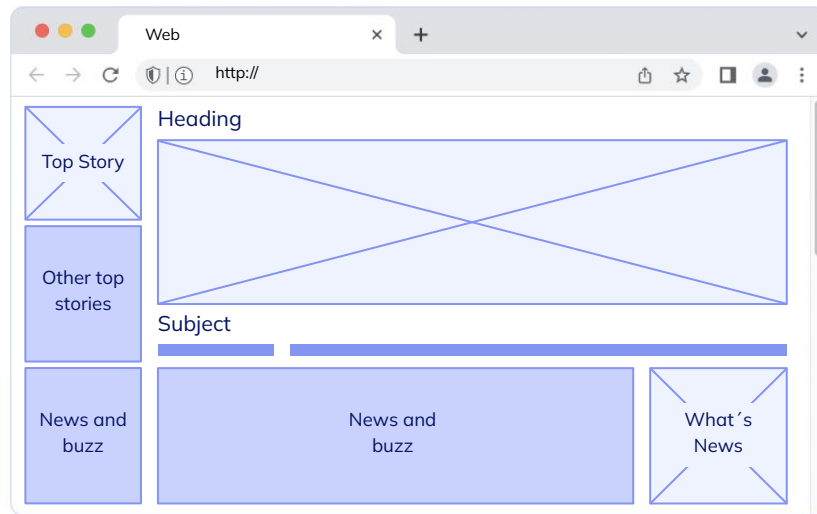 Web
http://
Heading
Top Story
Other top
stories
Subject
News and
buzz
News and
buzz
What´s
News